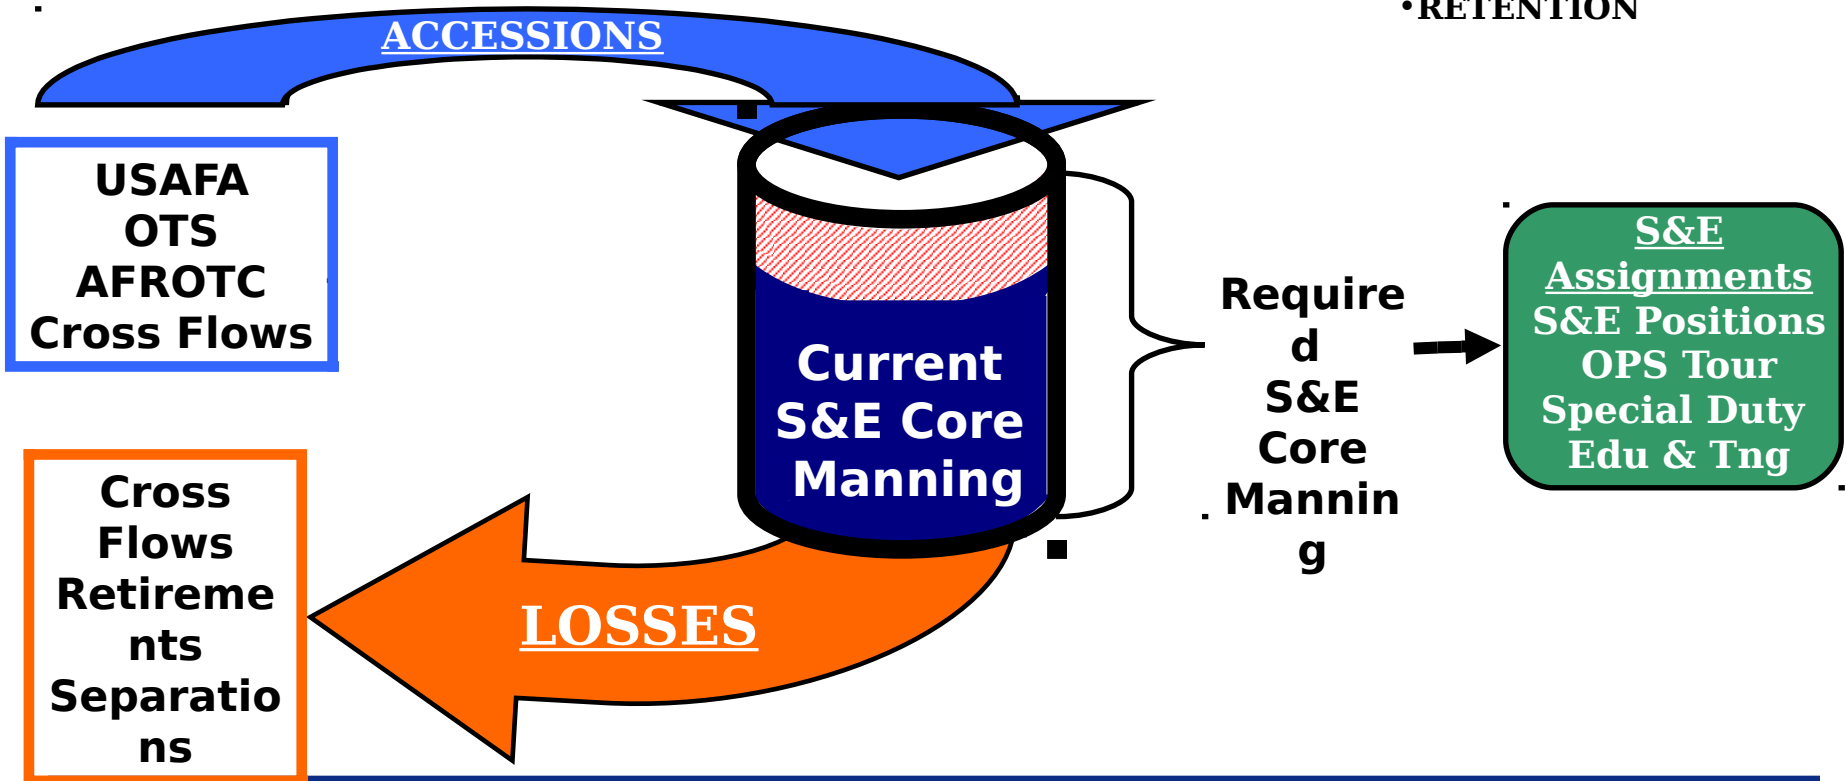 •RETENTION
ACCESSIONS
USAFA
OTS
AFROTC
Cross Flows
Current
S&E Core
Manning
Require
d
S&E
Core
Mannin
g
S&E
Assignments
S&E Positions
OPS Tour
Special Duty
Edu & Tng
Cross
Flows
Retireme
nts
Separatio
ns
LOSSES